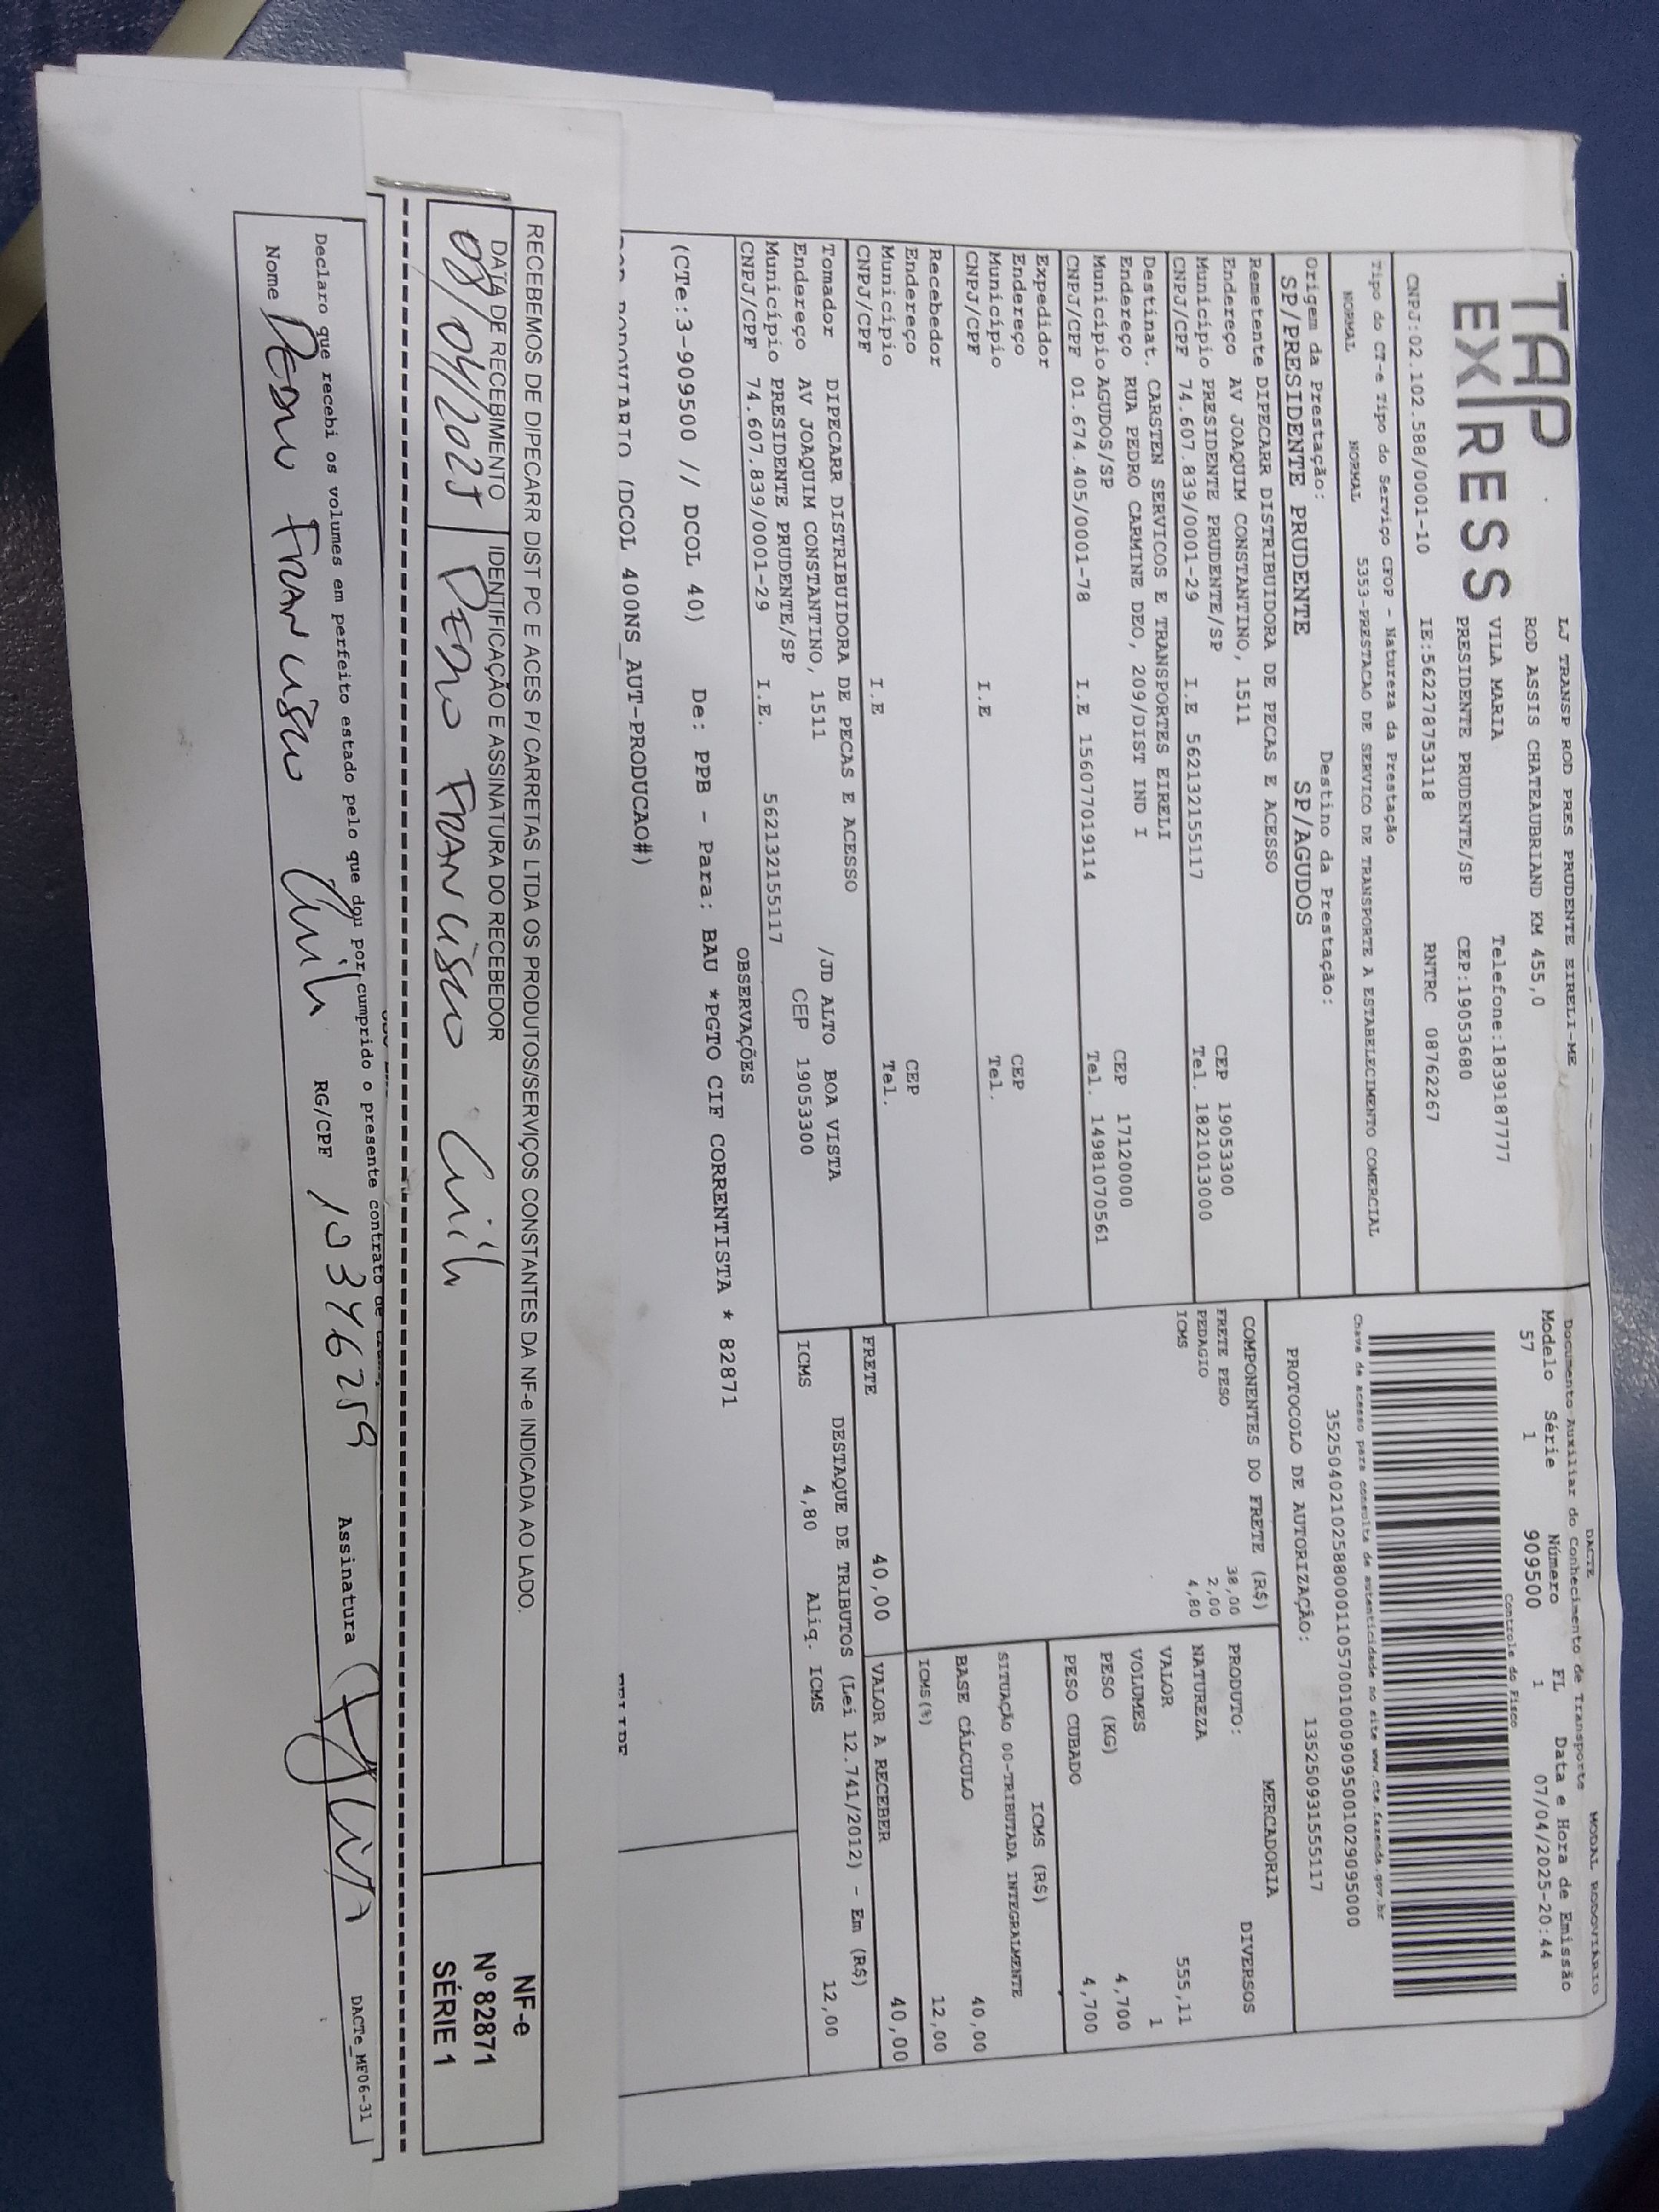 TAP
EXPRESS
LJ TRANSP ROD PRES PRUDENTE EIRELI-ME
ROD ASSIS CHATEAUBRIAND KM 455,0
VILA MARIA Telefone:1839187777
PRESIDENTE PRUDENTE/SP CEP:19053680
CNPJ:02.102.588/0001-10 IE:562278753118 RNTRC 08762267
Tipo do CT-e Tipo do Serviço CFOP - Natureza da Prestação
NORMAL NORMAL 5353-PRESTACAO DE SERVICO DE TRANSPORTE A ESTABELECIMENTO COMERCIAL
Origem da Prestação: Destino da Prestação:
SP/PRESIDENTE PRUDENTE SP/AGUDOS
Remetente DIPECARR DISTRIBUIDORA DE PECAS E ACESSO
Endereço AV JOAQUIM CONSTANTINO, 1511 CEP 19053300
Município PRESIDENTE PRUDENTE/SP Tel. 1821013000
CNPJ/CPF 74.607.839/0001-29 I.E 562132155117
Destinat. CARSTEN SERVICOS E TRANSPORTES EIRELI
Endereço RUA PEDRO CARMINE DEO, 209/DIST IND I CEP 17120000
Município AGUDOS/SP Tel. 14981070561
CNPJ/CPF 01.674.405/0001-78 I.E 156077019114
Expedidor
Endereço CEP
Município Tel.
CNPJ/CPF I.E
Recebedor
Endereço CEP
Município Tel.
CNPJ/CPF I.E
Tomador DIPECARR DISTRIBUIDORA DE PECAS E ACESSO
Endereço AV JOAQUIM CONSTANTINO, 1511 /JD ALTO BOA VISTA
Município PRESIDENTE PRUDENTE/SP CEP 19053300
CNPJ/CPF 74.607.839/0001-29 I.E. 562132155117
DACTE MODAL RODOVIÁRIO
Documento Auxiliar do Conhecimento de Transporte
Modelo Série Número FL Data e Hora de Emissão
57 1 909500 1 07/04/2025-20:44
Controle do Fisco
Chave de acesso para consulta de autenticidade no site www.cte.fazenda.gov.br
35250402102588000110570010009095001029095000
PROTOCOLO DE AUTORIZAÇÃO: 135250931555117
COMPONENTES DO FRETE (R$)
FRETE PESO 38,00
PEDAGIO 2,00
ICMS 4,80
MERCADORIA
PRODUTO: DIVERSOS
NATUREZA
VALOR 555,11
VOLUMES 1
PESO (KG) 4,700
PESO CUBADO 4,700
ICMS (R$)
SITUAÇÃO 00-TRIBUTADA INTEGRALMENTE
BASE CÁLCULO 40,00
ICMS(%) 12,00
FRETE 40,00 VALOR A RECEBER 40,00
DESTAQUE DE TRIBUTOS (Lei 12.741/2012) - Em (R$)
ICMS 4,80 Aliq. ICMS 12,00
OBSERVAÇÕES
(CTe:3-909500 // DCOL 40) De: PPB - Para: BAU *PGTO CIF CORRENTISTA * 82871
(DCOL 400NS_AUT-PRODUCAO#)
RECEBEMOS DE DIPECARR DIST PC E ACES P/ CARRETAS LTDA OS PRODUTOS/SERVIÇOS CONSTANTES DA NF-e INDICADA AO LADO.
DATA DE RECEBIMENTO IDENTIFICAÇÃO E ASSINATURA DO RECEBEDOR
08/04/2025
NF-e
Nº 82871
SÉRIE 1
Declaro que recebi os volumes em perfeito estado pelo que dou por cumprido o presente contrato de
Nome RG/CPF 103476259 Assinatura
DACTe_MF06-31